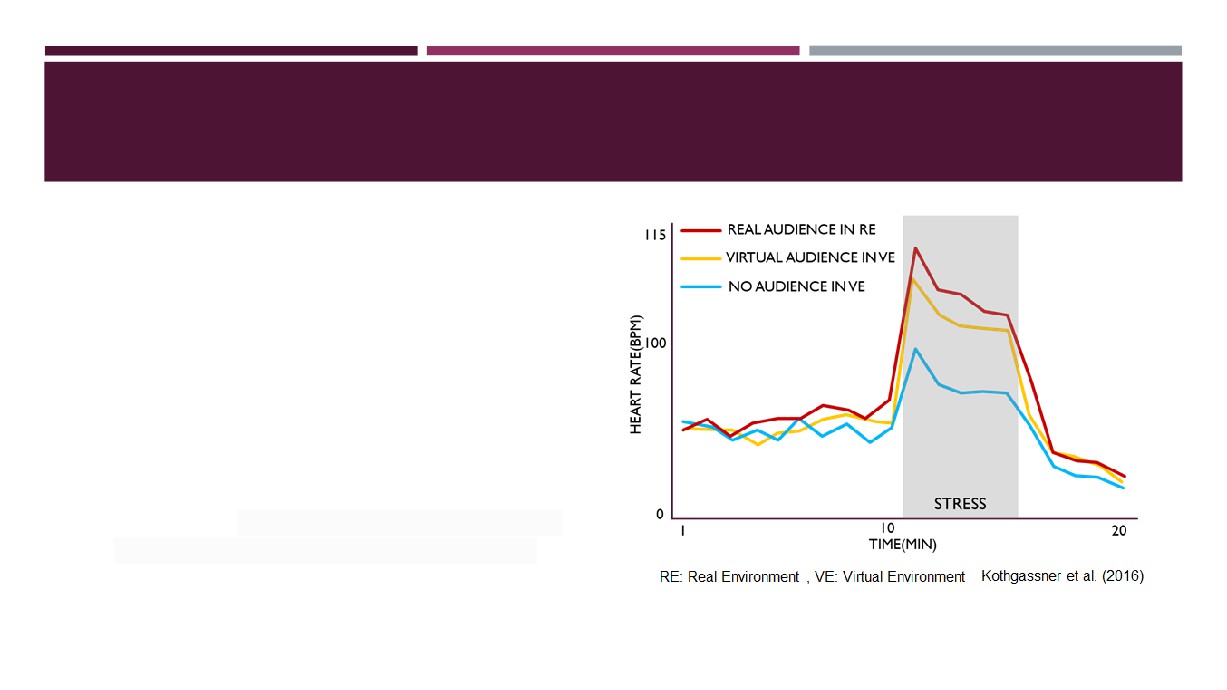 REAL AUDIENCE IN RE
115
VIRTUAL AUDIENCE IN VE
NO AUDIENCE IN VE
HEART RATE(BPM)
100
STRESS
0
1
10
20
TIME(MIN)
RE: Real Environment , VE: Virtual Environment Kothgassner et al. (2016)